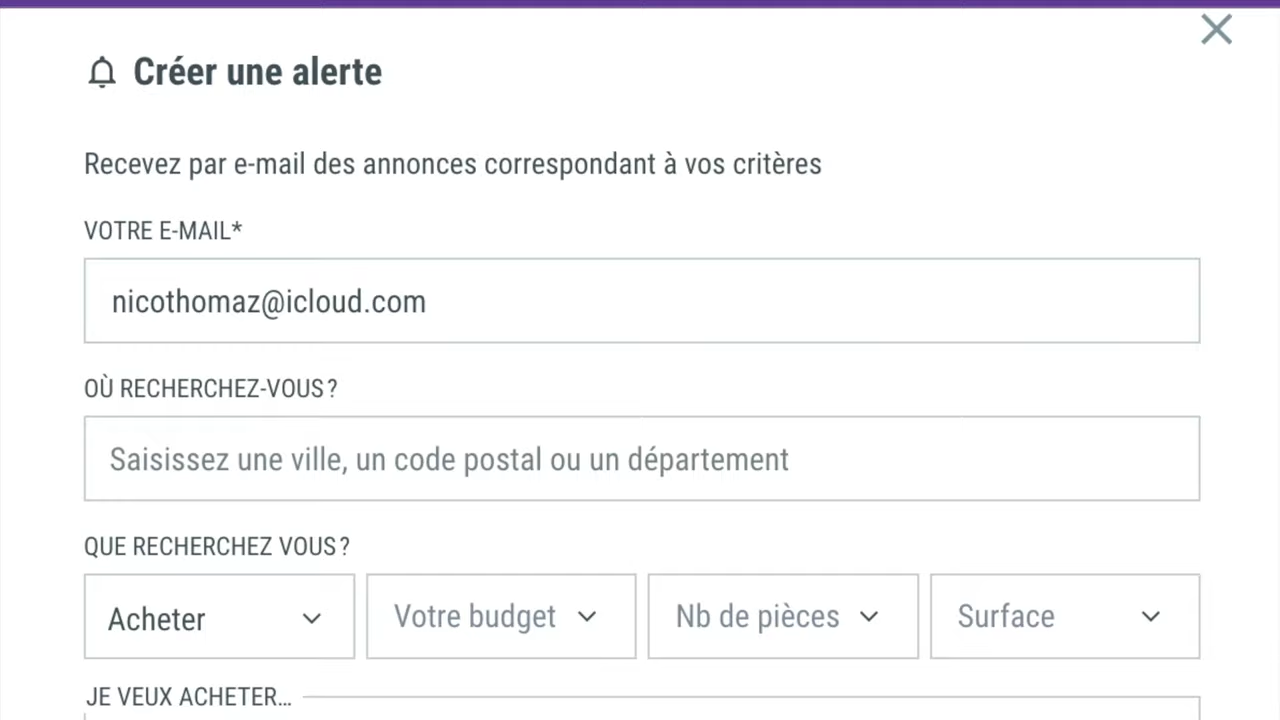 Créer une alerte
Recevez par e-mail des annonces correspondant à vos critères
VOTRE E-MAIL*
nicothomaz@icloud.com
OÙ RECHERCHEZ-VOUS ?
Saisissez une ville, un code postal ou un département
QUE RECHERCHEZ VOUS ?
Acheter Votre budget Nb de pièces Surface
JE VEUX ACHETER...